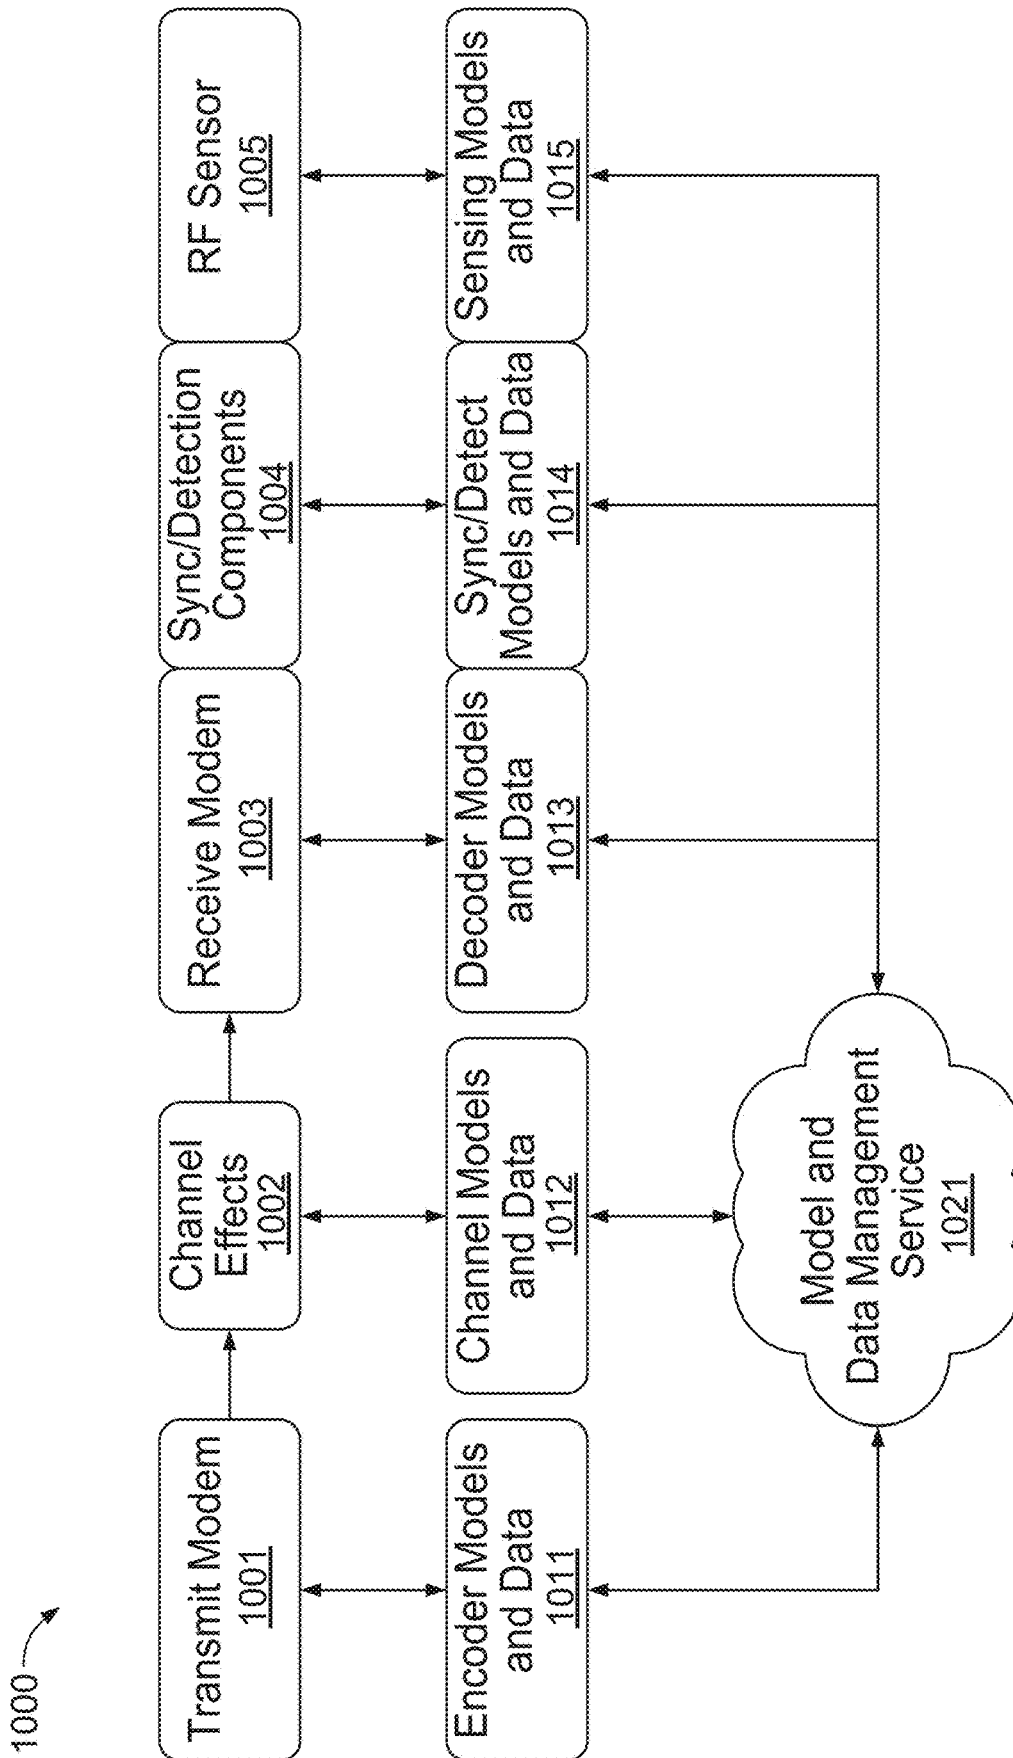 1000
Transmit Modem
1001
Channel
Effects
1002
Receive Modem
1003
Sync/Detection
Components
1004
RF Sensor
1005
Encoder Models
and Data
1011
Channel Models
and Data
1012
Decoder Models
and Data
1013
Sync/Detect
Models and Data
1014
Sensing Models
and Data
1015
Model and
Data Management
Service
1021